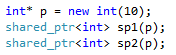 int* p = new int(10);
shared_ptr<int> sp1(p);
shared_ptr<int> sp2(p);